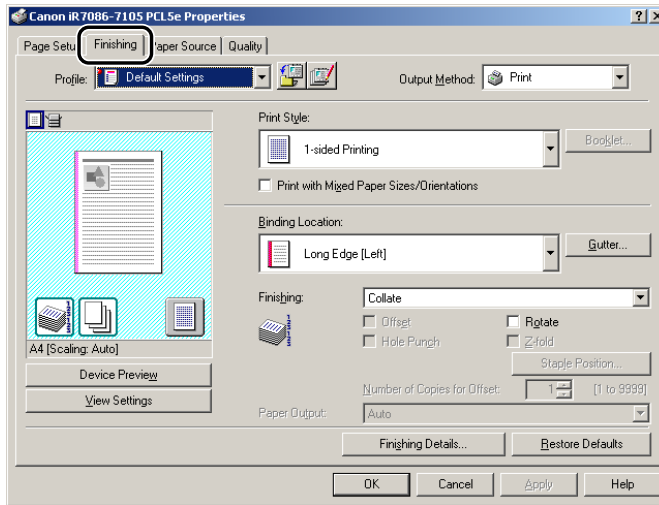 Canon iR7086-7105 PCL5e Properties
Page Setu Finishing aper Source Quality
Profile: Default Settings Output Method: Print
Print Style:
1-sided Printing Booklet...
Print with Mixed Paper Sizes/Orientations
Binding Location:
Long Edge [Left] Gutter...
Finishing: Collate
Offset Rotate
Hole Punch Z-fold
A4 [Scaling: Auto]
Staple Position...
Device Preview
Number of Copies for Offset: 1 [1 to 9999]
View Settings
Paper Output: Auto
Finishing Details... Restore Defaults
OK Cancel Apply Help